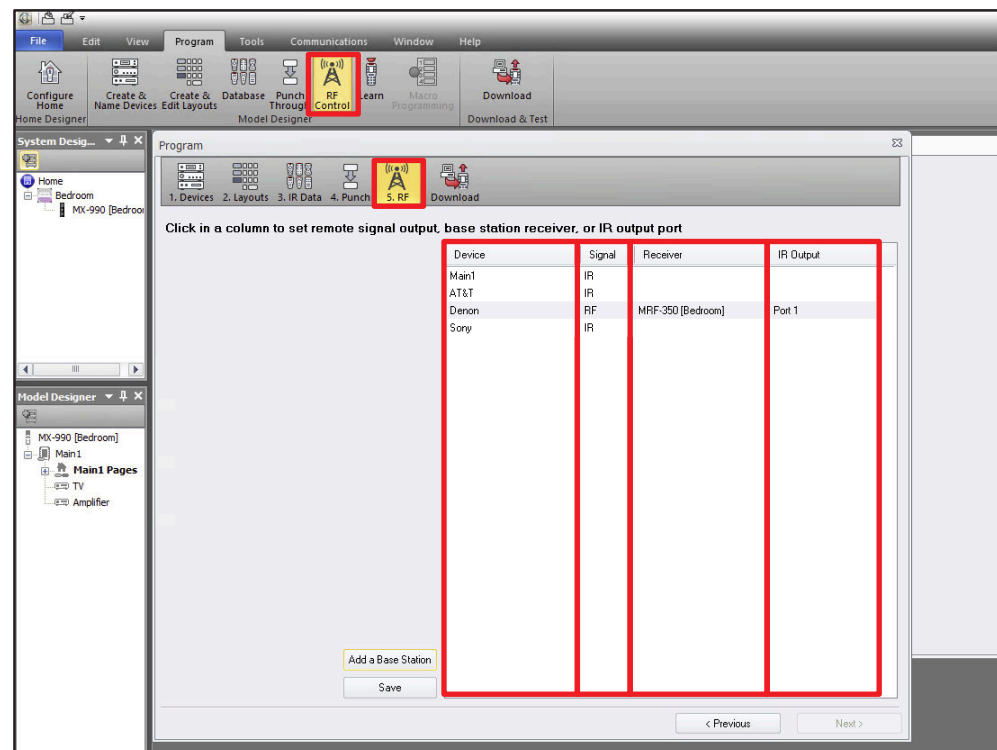 File Edit View Program Tools Communications Window Help
Configure Home
Create & Name Devices
Create & Edit Layouts
Database
Punch Through
RF Control
Learn
Macro Programming
Download
Home Designer
Model Designer
Download & Test
System Desig...
Home
Bedroom
MX-990 [Bedroo
Model Designer
MX-990 [Bedroom]
Main1
Main1 Pages
TV
Amplifier
Program
1. Devices 2. Layouts 3. IR Data 4. Punch 5. RF Download
Click in a column to set remote signal output, base station receiver, or IR output port
Device Signal Receiver IR Output
Main1 IR
AT&T IR
Denon RF MRF-350 [Bedroom] Port 1
Sony IR
Add a Base Station
Save
< Previous Next >